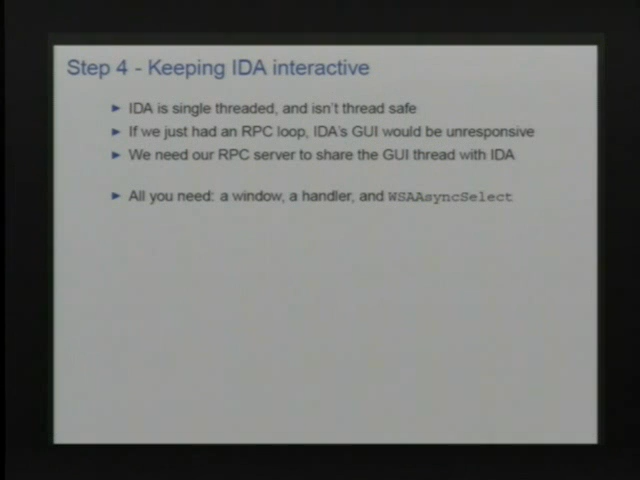 Step 4 - Keeping IDA interactive
► IDA is single threaded, and isn't thread safe
► If we just had an RPC loop, IDA's GUI would be unresponsive
► We need our RPC server to share the GUI thread with IDA
► All you need: a window, a handler, and WSAAsyncSelect